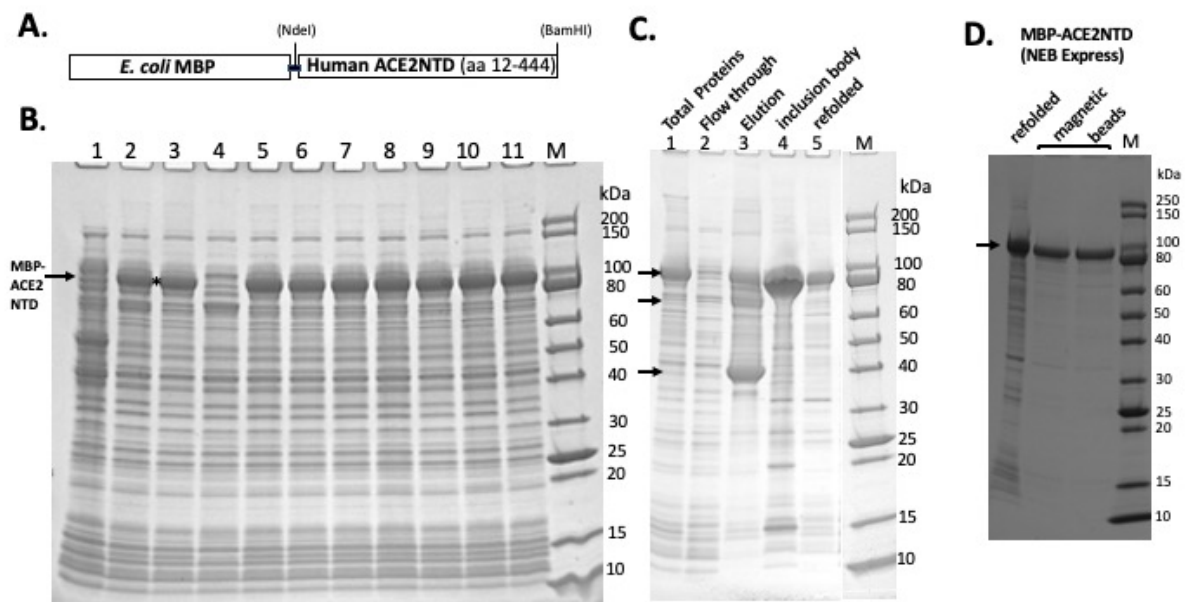 A.
(NdeI)
(BamHI)
E. coli MBP
Human ACE2NTD (aa 12-444)
B.
1 2 3 4 5 6 7 8 9 10 11 M
kDa
200
150
MBP-
ACE2
NTD
*
100
80
60
50
40
30
25
20
15
10
C.
Total Proteins
Flow through
Elution
inclusion body
refolded
1 2 3 4 5 M
kDa
200
150
100
80
60
50
40
30
25
20
15
10
D.
MBP-ACE2NTD
(NEB Express)
refolded
magnetic
beads
M
kDa
250
150
100
80
60
50
40
30
25
20
15
10